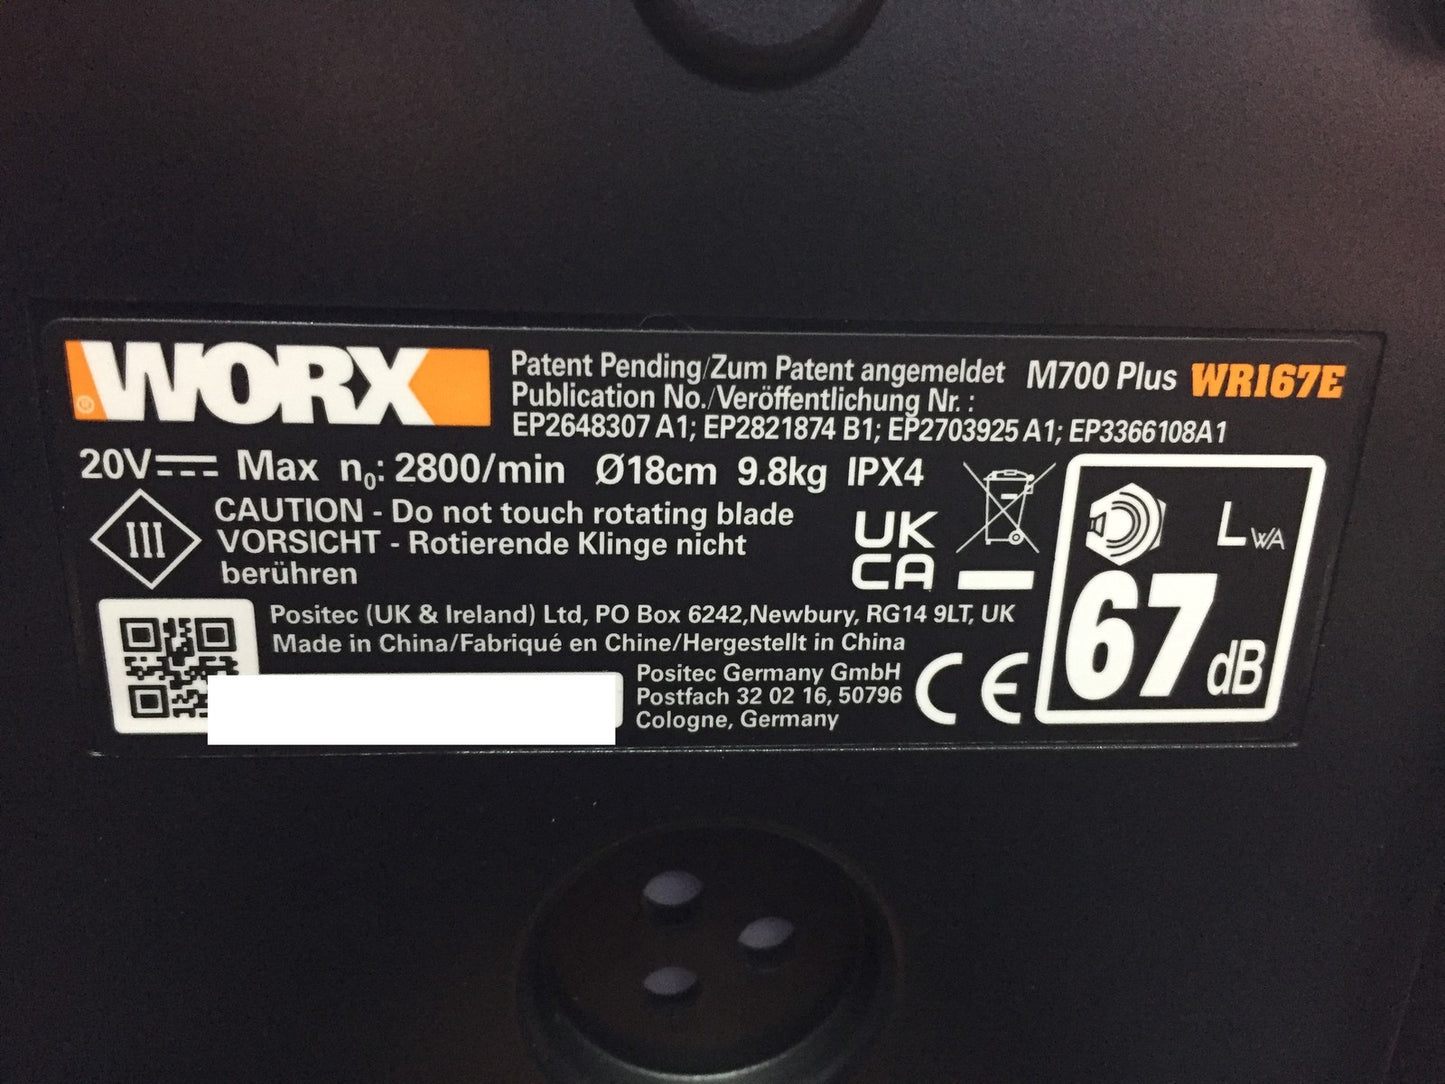 WORX
®
Patent Pending/Zum Patent angemeldet M700 Plus WR167E
Publication No./Veröffentlichung Nr. :
EP2648307 A1; EP2821874 B1; EP2703925 A1; EP3366108A1
20V Max n0: 2800/min Ø18cm 9.8kg IPX4
III
CAUTION - Do not touch rotating blade
VORSICHT - Rotierende Klinge nicht
berühren
UK
CA
LWA
67 dB
Positec (UK & Ireland) Ltd, PO Box 6242,Newbury, RG14 9LT, UK
Made in China/Fabriqué en Chine/Hergestellt in China
Positec Germany GmbH
Postfach 32 02 16, 50796
Cologne, Germany
CE